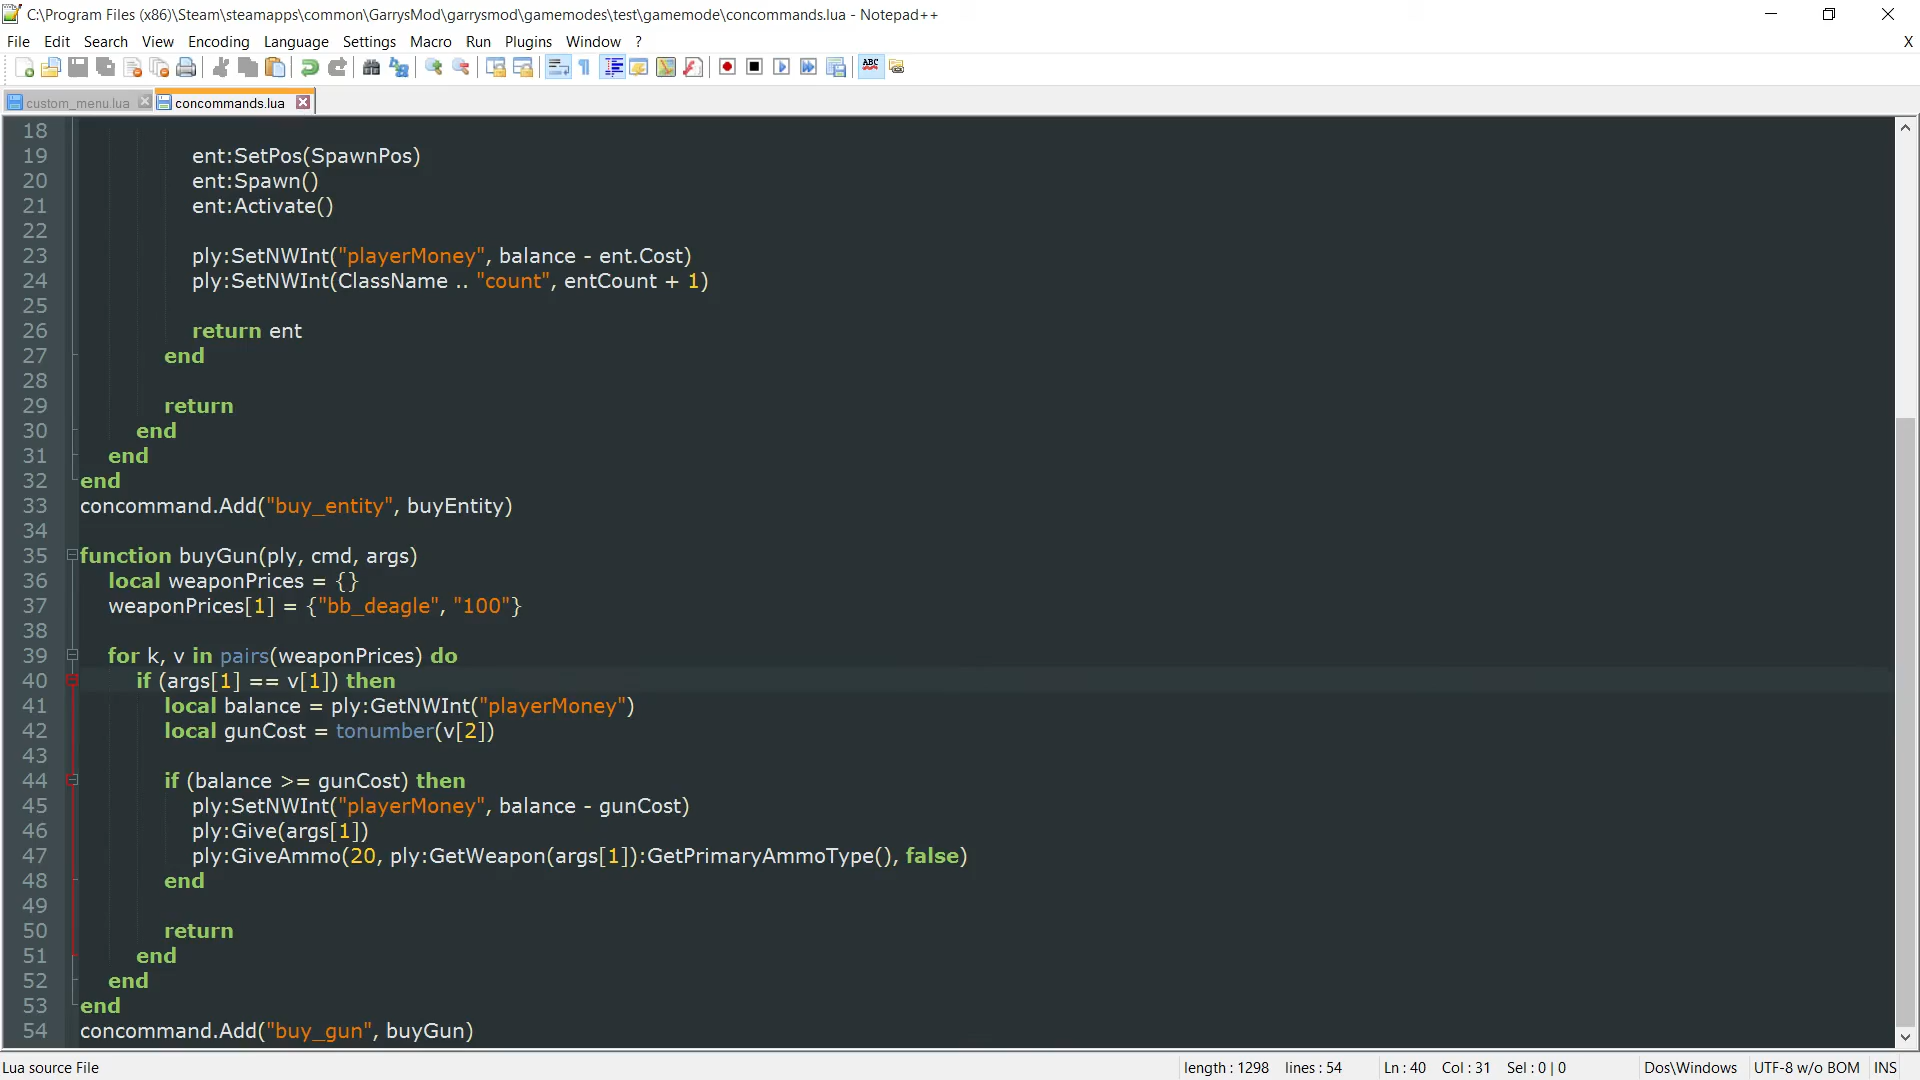 C:\Program Files (x86)\Steam\steamapps\common\GarrysMod\garrysmod\gamemodes\test\gamemode\concommands.lua - Notepad++
File Edit Search View Encoding Language Settings Macro Run Plugins Window ? X
custom_menu.lua concommands.lua
18
19 ent:SetPos(SpawnPos)
20 ent:Spawn()
21 ent:Activate()
22
23 ply:SetNWInt("playerMoney", balance - ent.Cost)
24 ply:SetNWInt(ClassName .. "count", entCount + 1)
25
26 return ent
27 end
28
29 return
30 end
31 end
32 end
33 concommand.Add("buy_entity", buyEntity)
34
35 function buyGun(ply, cmd, args)
36 local weaponPrices = {}
37 weaponPrices[1] = {"bb_deagle", "100"}
38
39 for k, v in pairs(weaponPrices) do
40 if (args[1] == v[1]) then
41 local balance = ply:GetNWInt("playerMoney")
42 local gunCost = tonumber(v[2])
43
44 if (balance >= gunCost) then
45 ply:SetNWInt("playerMoney", balance - gunCost)
46 ply:Give(args[1])
47 ply:GiveAmmo(20, ply:GetWeapon(args[1]):GetPrimaryAmmoType(), false)
48 end
49
50 return
51 end
52 end
53 end
54 concommand.Add("buy_gun", buyGun)
Lua source File length : 1298 lines : 54 Ln : 40 Col : 31 Sel : 0 | 0 Dos\Windows UTF-8 w/o BOM INS